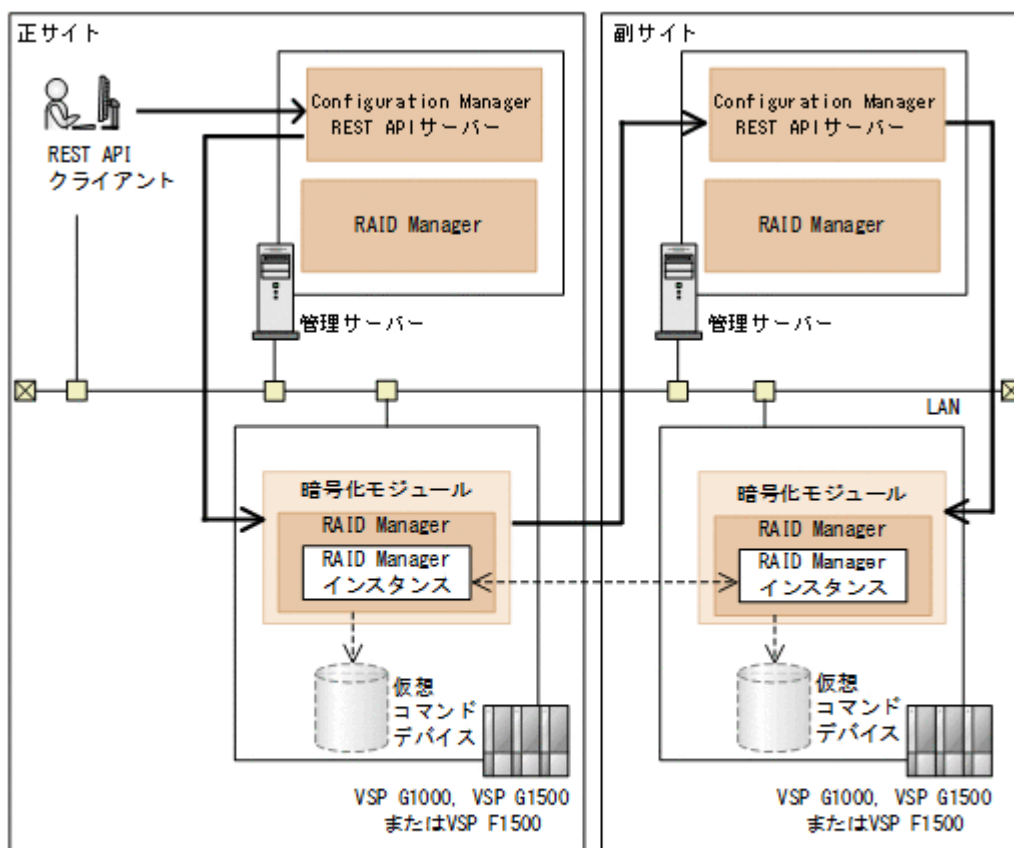 正サイト
REST API
クライアント
Configuration Manager
REST APIサーバー
RAID Manager
管理サーバー
副サイト
Configuration Manager
REST APIサーバー
RAID Manager
管理サーバー
LAN
暗号化モジュール
RAID Manager
RAID Manager
インスタンス
仮想
コマンド
デバイス
VSP G1000, VSP G1500
またはVSP F1500
暗号化モジュール
RAID Manager
RAID Manager
インスタンス
仮想
コマンド
デバイス
VSP G1000, VSP G1500
またはVSP F1500